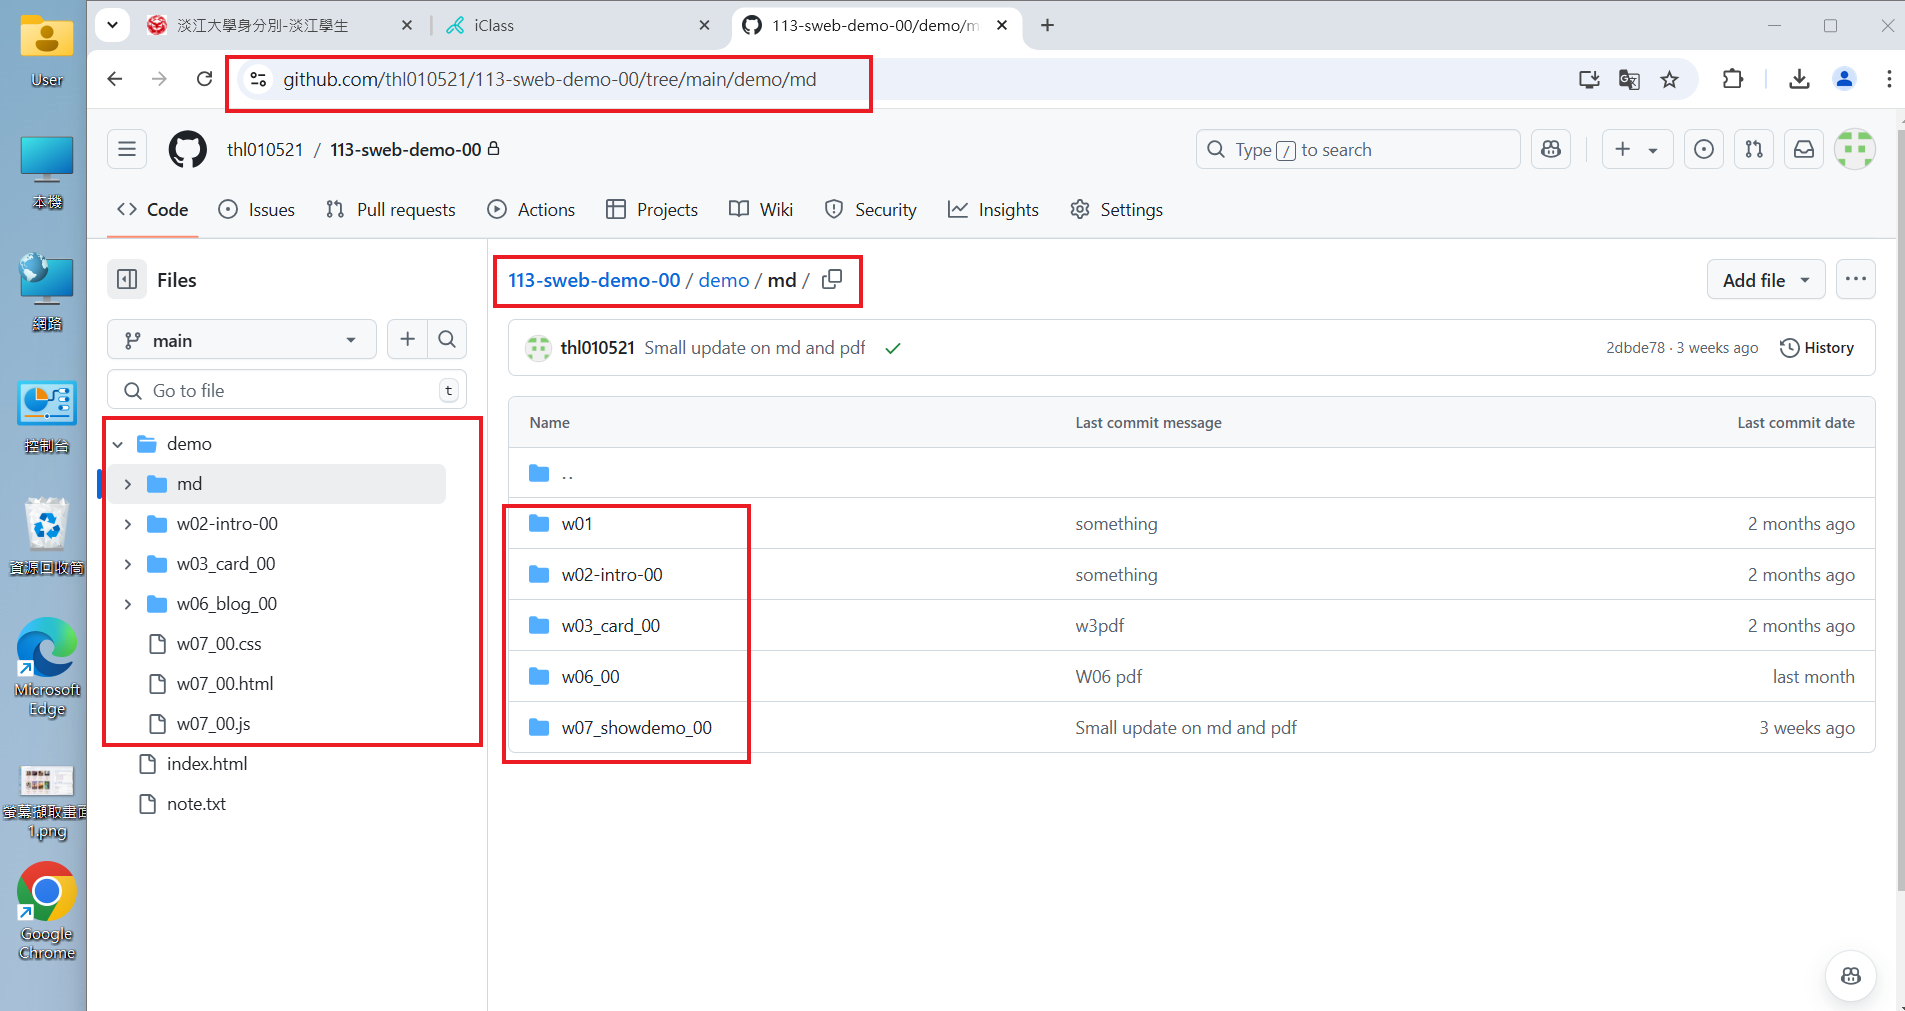 User
本機
網路
控制台
資源回收筒
Microsoft
Edge
螢幕擷取畫面
1.png
Google
Chrome
淡江大學身分別-淡江學生
iClass
113-sweb-demo-00/demo/m
github.com/thl010521/113-sweb-demo-00/tree/main/demo/md
thl010521 / 113-sweb-demo-00
Type / to search
Code
Issues
Pull requests
Actions
Projects
Wiki
Security
Insights
Settings
Files
main
Go to file
t
demo
md
w02-intro-00
w03_card_00
w06_blog_00
w07_00.css
w07_00.html
w07_00.js
index.html
note.txt
113-sweb-demo-00 / demo / md /
Add file
thl010521 Small update on md and pdf
2dbde78 · 3 weeks ago
History
Name Last commit message Last commit date
..
w01 something 2 months ago
w02-intro-00 something 2 months ago
w03_card_00 w3pdf 2 months ago
w06_00 W06 pdf last month
w07_showdemo_00 Small update on md and pdf 3 weeks ago